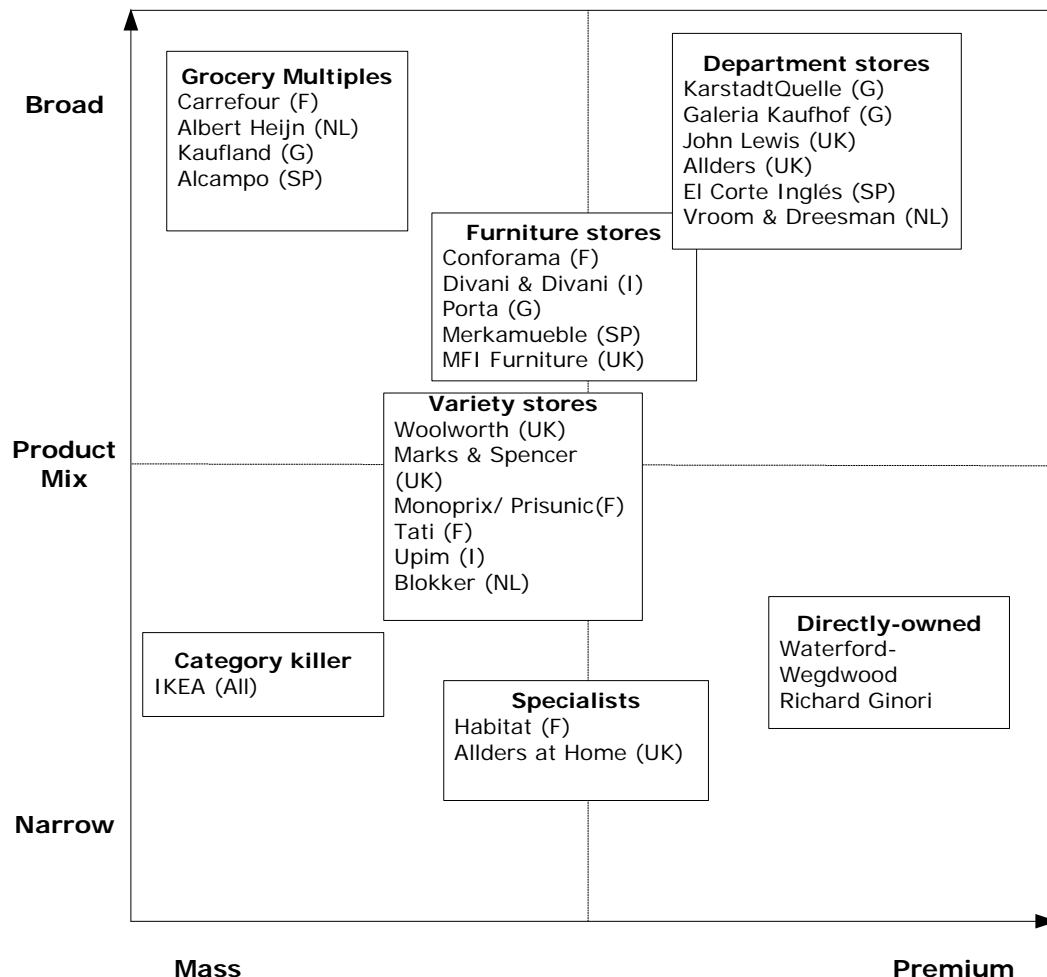 Broad
Grocery Multiples
Carrefour (F)
Albert Heijn (NL)
Kaufland (G)
Alcampo (SP)
Department stores
KarstadtQuelle (G)
Galeria Kaufhof (G)
John Lewis (UK)
Allders (UK)
El Corte Inglés (SP)
Vroom & Dreesman (NL)
Furniture stores
Conforama (F)
Divani & Divani (I)
Porta (G)
Merkamueble (SP)
MFI Furniture (UK)
Product
Mix
Variety stores
Woolworth (UK)
Marks & Spencer
(UK)
Monoprix/ Prisunic(F)
Tati (F)
Upim (I)
Blokker (NL)
Category killer
IKEA (All)
Directly-owned
Waterford-
Wegdwood
Richard Ginori
Specialists
Habitat (F)
Allders at Home (UK)
Narrow
Mass
Premium